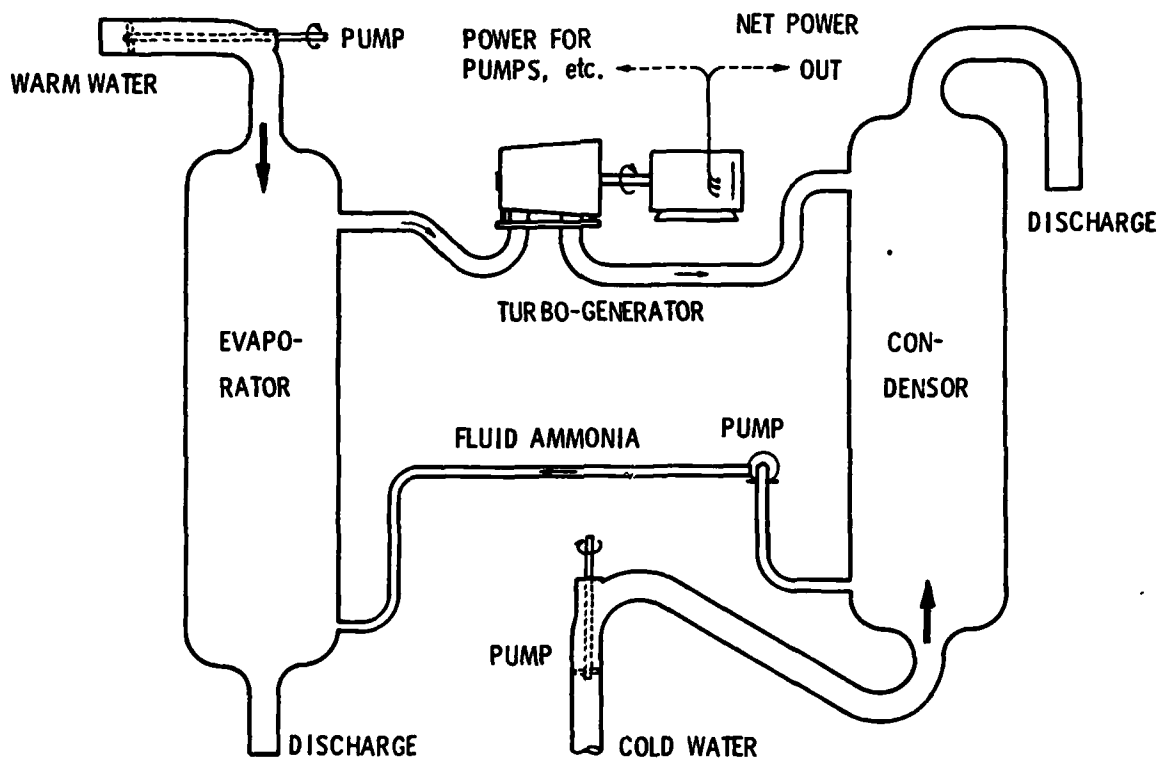 PUMP
WARM WATER
POWER FOR
PUMPS, etc.
NET POWER
OUT
DISCHARGE
TURBO-GENERATOR
EVAPO-
RATOR
CON-
DENSOR
FLUID AMMONIA
PUMP
PUMP
DISCHARGE
COLD WATER